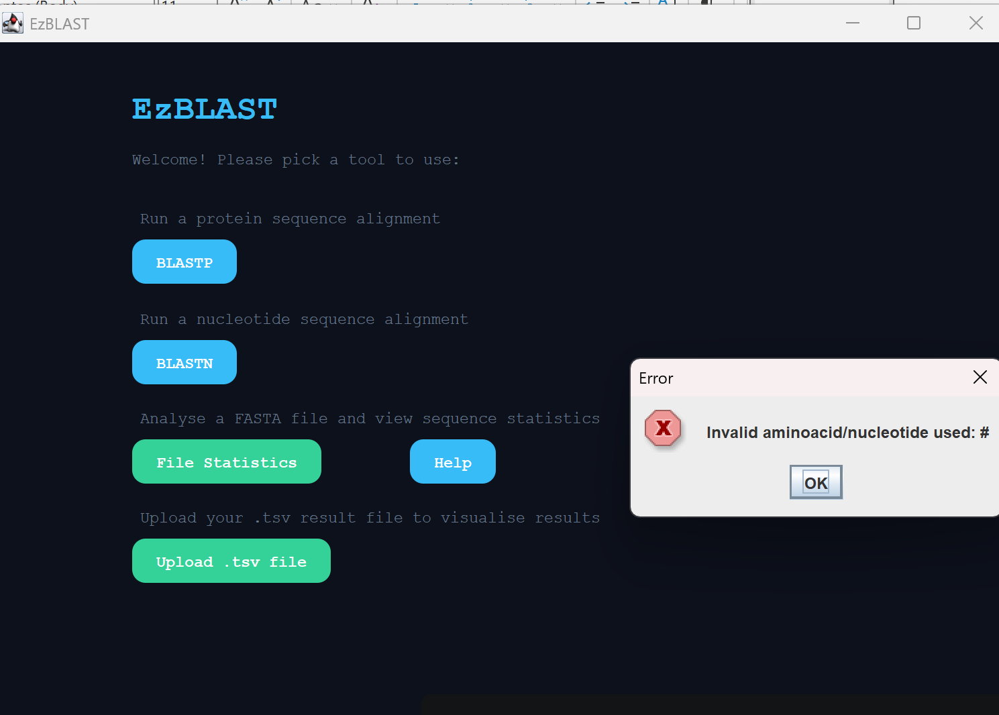 11
EzBLAST
EzBLAST
Welcome! Please pick a tool to use:
Run a protein sequence alignment
BLASTP
Run a nucleotide sequence alignment
BLASTN
Analyse a FASTA file and view sequence statistics
File Statistics
Help
Upload your .tsv result file to visualise results
Upload .tsv file
Error
Invalid aminoacid/nucleotide used: #
OK